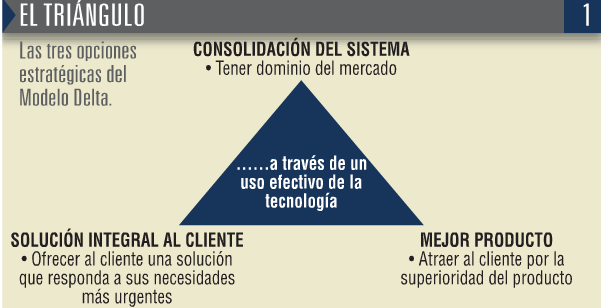 EL TRIÁNGULO
1
Las tres opciones
estratégicas del
Modelo Delta.
CONSOLIDACIÓN DEL SISTEMA
• Tener dominio del mercado
......a través de un
uso efectivo de la
tecnología
SOLUCIÓN INTEGRAL AL CLIENTE
• Ofrecer al cliente una solución
que responda a sus necesidades
más urgentes
MEJOR PRODUCTO
• Atraer al cliente por la
superioridad del producto